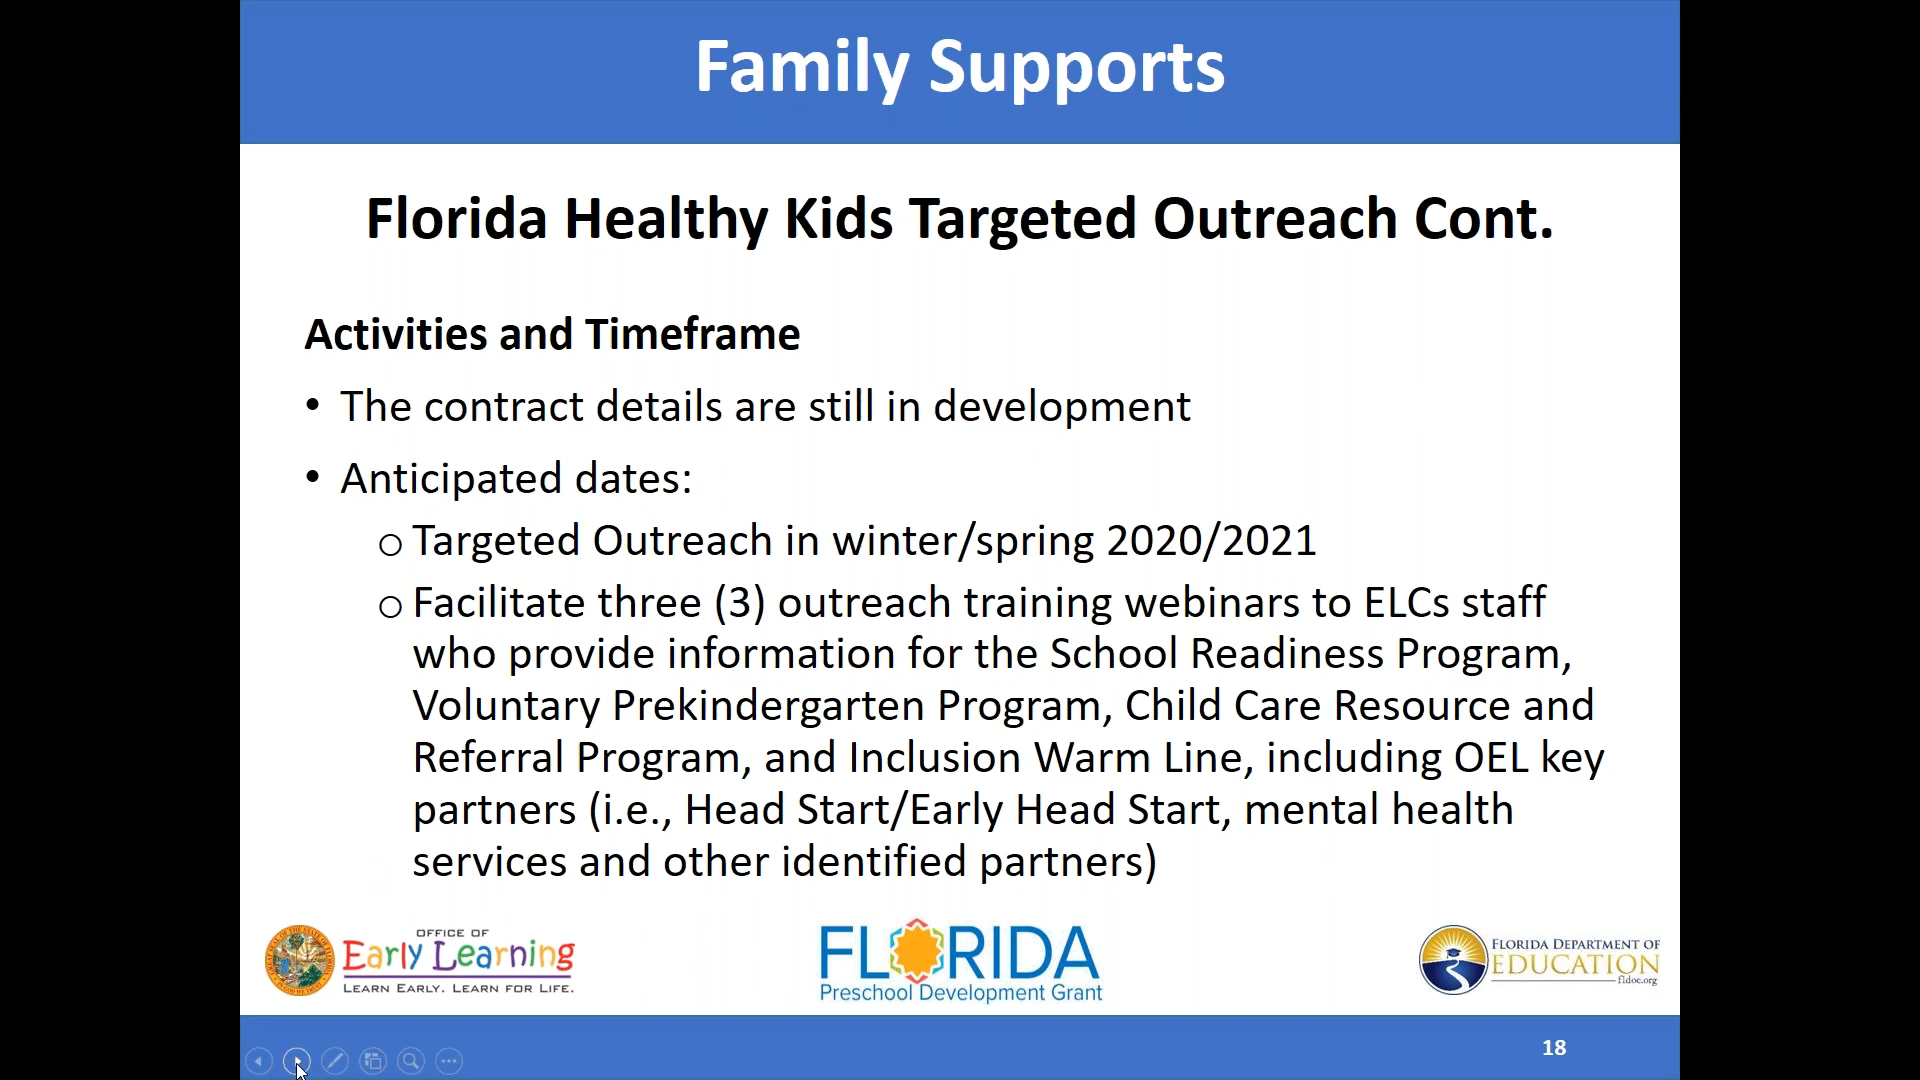 Family Supports
Florida Healthy Kids Targeted Outreach Cont.
Activities and Timeframe
• The contract details are still in development
• Anticipated dates:
o Targeted Outreach in winter/spring 2020/2021
o Facilitate three (3) outreach training webinars to ELCs staff
who provide information for the School Readiness Program,
Voluntary Prekindergarten Program, Child Care Resource and
Referral Program, and Inclusion Warm Line, including OEL key
partners (i.e., Head Start/Early Head Start, mental health
services and other identified partners)
OFFICE OF
Early Learning
LEARN EARLY. LEARN FOR LIFE.
FLORIDA
Preschool Development Grant
FLORIDA DEPARTMENT OF
EDUCATION
fldoe.org
18